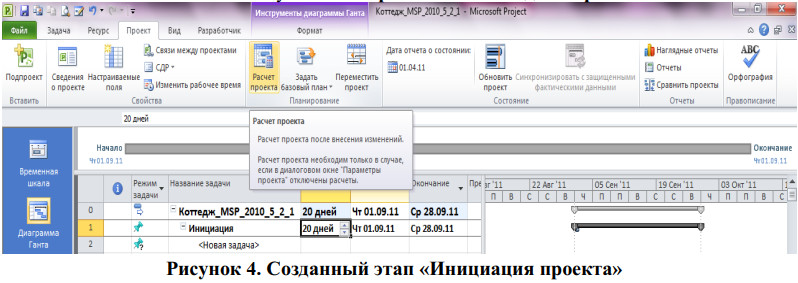 Инструменты диаграммы Ганта
Коттедж_MSP_2010_5_2_1 - Microsoft Project
Файл Задача Ресурс Проект Вид Разработчик Формат
Подпроект
Сведения о проекте
Настраиваемые поля
Связи между проектами
СДР
Изменить рабочее время
Расчет проекта
Задать базовый план
Переместить проект
Дата отчета о состоянии:
01.04.11
Обновить проект
Синхронизировать с защищенными фактическими данными
Наглядные отчеты
Отчеты
Сравнить проекты
ABC
Орфография
Вставить Свойства Планирование Состояние Отчеты Правописание
20 дней
Расчет проекта
Расчет проекта после внесения изменений.
Расчет проекта необходим только в случае,
если в диалоговом окне "Параметры
проекта" отключены расчеты.
Начало
Чт 01.09.11
Окончание
Чт 01.09.11
Временная шкала
Режим задачи
Название задачи
Окончание
22 Авг '11 05 Сен '11 19 Сен '11 03 Окт '11
П В С Ч П С В П В С Ч П С В П В С
0 Коттедж_MSP_2010_5_2_1 20 дней Чт 01.09.11 Ср 28.09.11
1 Инициация 20 дней Чт 01.09.11 Ср 28.09.11
2 <Новая задача>
Диаграмма Ганта
Рисунок 4. Созданный этап «Инициация проекта»